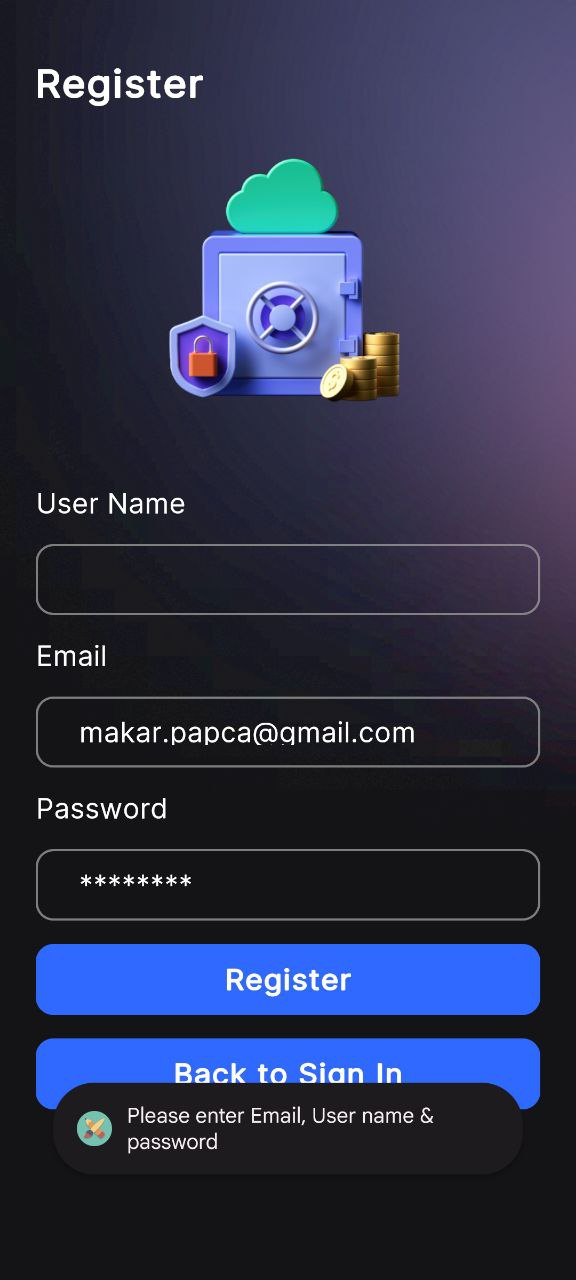 Register
User Name
Email
makar.papca@gmail.com
Password
********
Register
Back to Sign In
Please enter Email, User name &
password